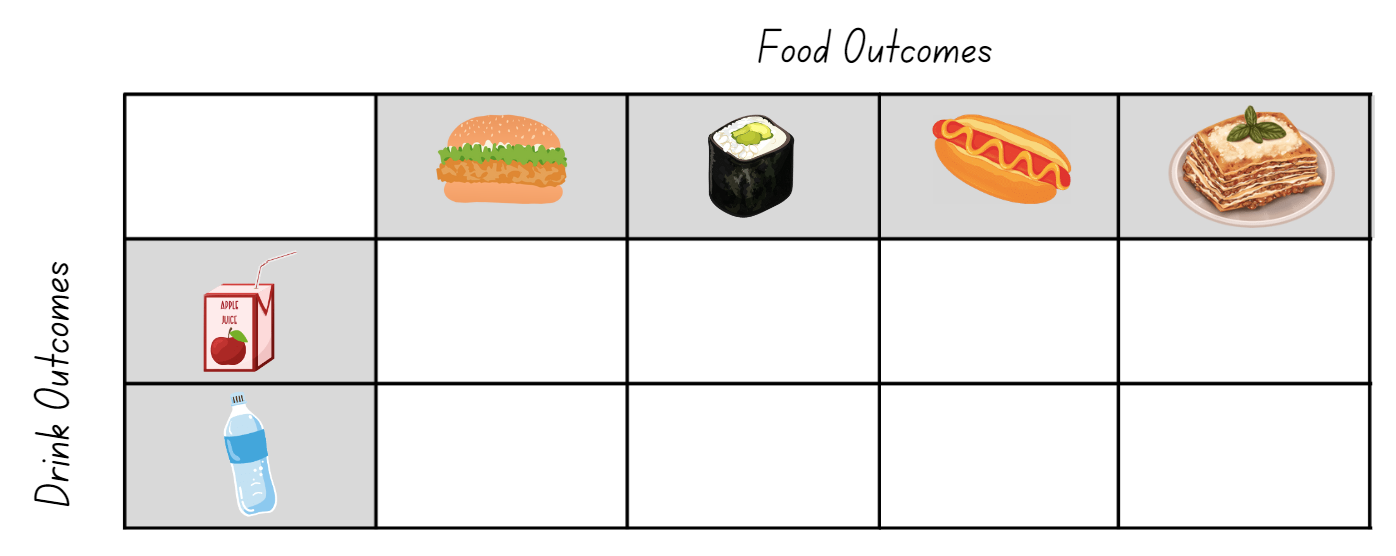 Food Outcomes
Drink Outcomes
APPLE
JUICE